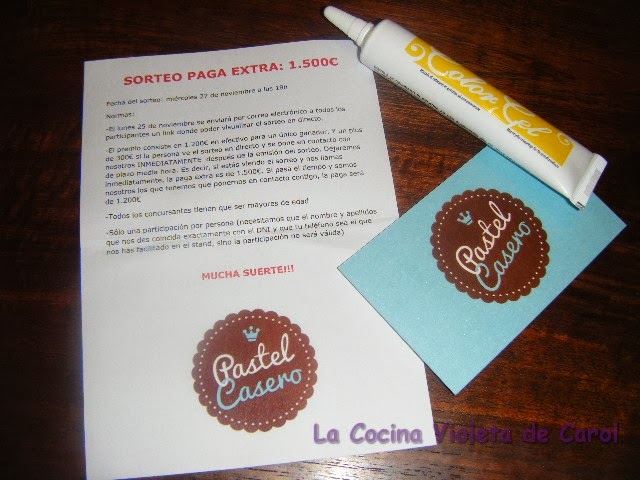 SORTEO PAGA EXTRA: 1.500€
Fecha del sorteo: miércoles 27 de noviembre a las 19h
Normas:
-El lunes 25 de noviembre se enviará por correo electrónico a todos los
participantes un link donde poder visualizar el sorteo en directo.
-El premio consiste en 1.200€ en efectivo para un único ganador. Y un plus
de 300€ si la persona ve el sorteo en directo y se pone en contacto con
nosotros INMEDIATAMENTE después de la emisión del sorteo. Dejaremos
de plazo media hora. Es decir, si estás viendo el sorteo y nos llamas
inmediatamente, la paga extra es de 1.500€. Si pasa el tiempo y somos
nosotros los que tenemos que ponernos en contacto contigo, la paga será
de 1.200€
-Todos los concursantes tienen que ser mayores de edad
-Sólo una participación por persona (necesitamos que el nombre y apellidos
que nos des coincida exactamente con el DNI y que tu teléfono sea el que
nos has facilitado en el stand, sino la participación no será válida)
MUCHA SUERTE!!!
Pastel
Casero
Color Gel
Pastel
Casero
La Cocina Violeta de Carol